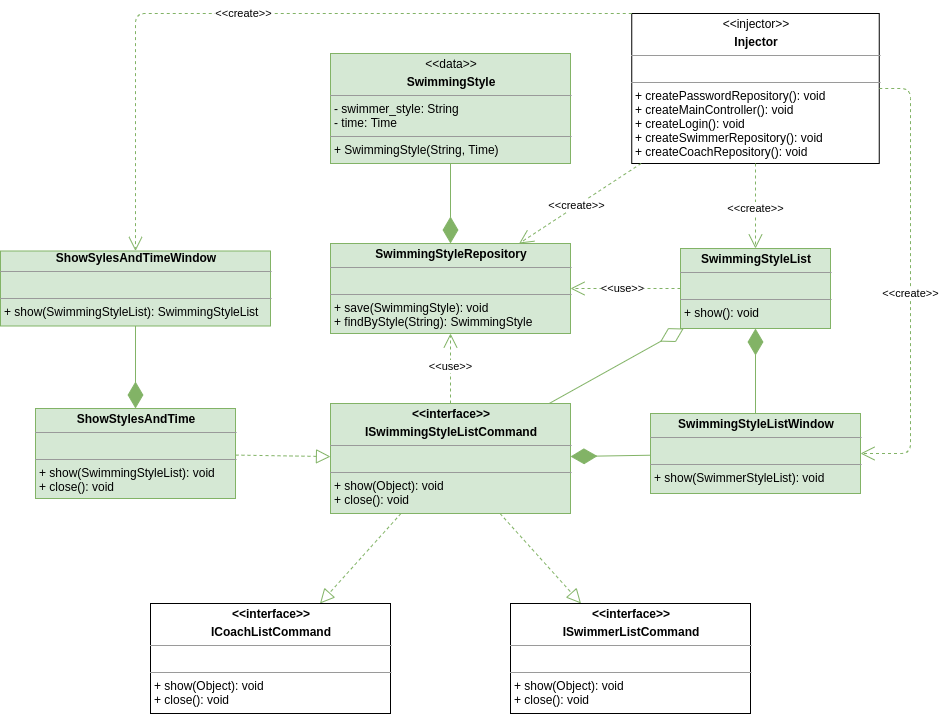 <<create>>
<<injector>>
Injector
+ createPasswordRepository(): void
+ createMainController(): void
+ createLogin(): void
+ createSwimmerRepository(): void
+ createCoachRepository(): void
<<data>>
SwimmingStyle
- swimmer_style: String
- time: Time
+ SwimmingStyle(String, Time)
<<create>>
<<create>>
<<create>>
ShowSylesAndTimeWindow
+ show(SwimmingStyleList): SwimmingStyleList
SwimmingStyleRepository
+ save(SwimmingStyle): void
+ findByStyle(String): SwimmingStyle
<<use>>
SwimmingStyleList
+ show(): void
<<use>>
ShowStylesAndTime
+ show(SwimmingStyleList): void
+ close(): void
<<interface>>
ISwimmingStyleListCommand
+ show(Object): void
+ close(): void
SwimmingStyleListWindow
+ show(SwimmerStyleList): void
<<interface>>
ICoachListCommand
+ show(Object): void
+ close(): void
<<interface>>
ISwimmerListCommand
+ show(Object): void
+ close(): void